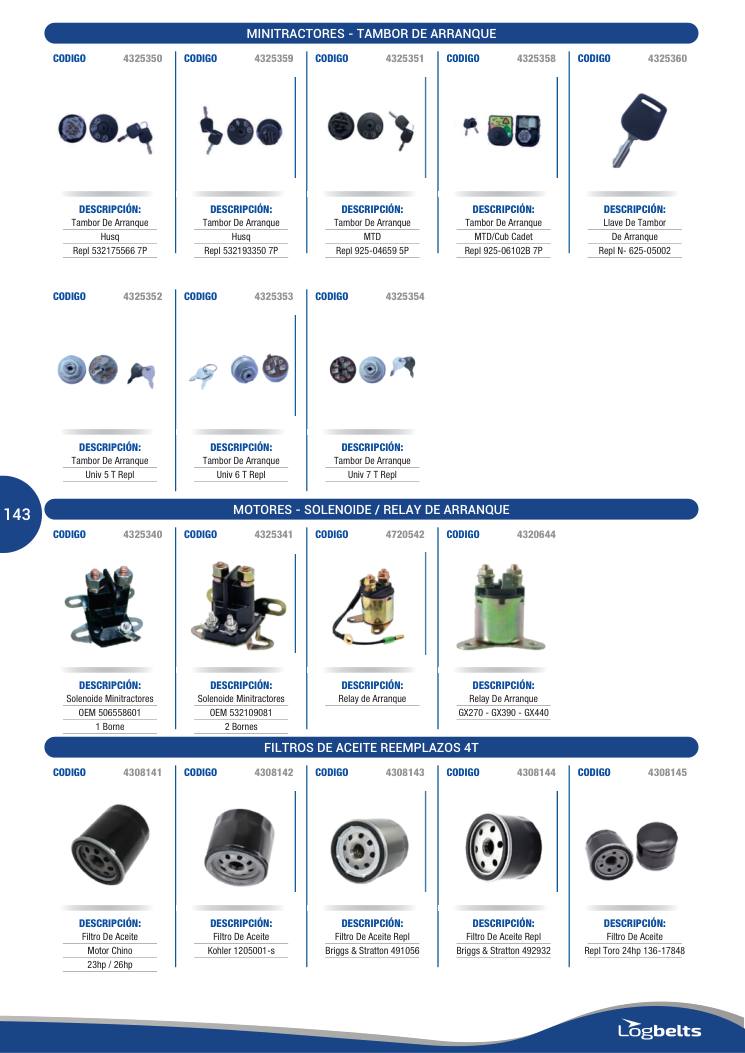 MINITRACTORES - TAMBOR DE ARRANQUE
CODIGO 4325350
DESCRIPCIÓN:
Tambor De Arranque
Husq
Repl 532175566 7P
CODIGO 4325359
DESCRIPCIÓN:
Tambor De Arranque
Husq
Repl 532193350 7P
CODIGO 4325351
DESCRIPCIÓN:
Tambor De Arranque
MTD
Repl 925-04659 5P
CODIGO 4325358
DESCRIPCIÓN:
Tambor De Arranque
MTD/Cub Cadet
Repl 925-06102B 7P
CODIGO 4325360
DESCRIPCIÓN:
Llave De Tambor
De Arranque
Repl N- 625-05002
CODIGO 4325352
DESCRIPCIÓN:
Tambor De Arranque
Univ 5 T Repl
CODIGO 4325353
DESCRIPCIÓN:
Tambor De Arranque
Univ 6 T Repl
CODIGO 4325354
DESCRIPCIÓN:
Tambor De Arranque
Univ 7 T Repl
143
MOTORES - SOLENOIDE / RELAY DE ARRANQUE
CODIGO 4325340
DESCRIPCIÓN:
Solenoide Minitractores
OEM 506558601
1 Borne
CODIGO 4325341
DESCRIPCIÓN:
Solenoide Minitractores
OEM 532109081
2 Bornes
CODIGO 4720542
DESCRIPCIÓN:
Relay de Arranque
CODIGO 4320644
DESCRIPCIÓN:
Relay De Arranque
GX270 - GX390 - GX440
FILTROS DE ACEITE REEMPLAZOS 4T
CODIGO 4308141
DESCRIPCIÓN:
Filtro De Aceite
Motor Chino
23hp / 26hp
CODIGO 4308142
DESCRIPCIÓN:
Filtro De Aceite
Kohler 1205001-s
CODIGO 4308143
DESCRIPCIÓN:
Filtro De Aceite Repl
Briggs & Stratton 491056
CODIGO 4308144
DESCRIPCIÓN:
Filtro De Aceite Repl
Briggs & Stratton 492932
CODIGO 4308145
DESCRIPCIÓN:
Filtro De Aceite
Repl Toro 24hp 136-17848
Logbelts